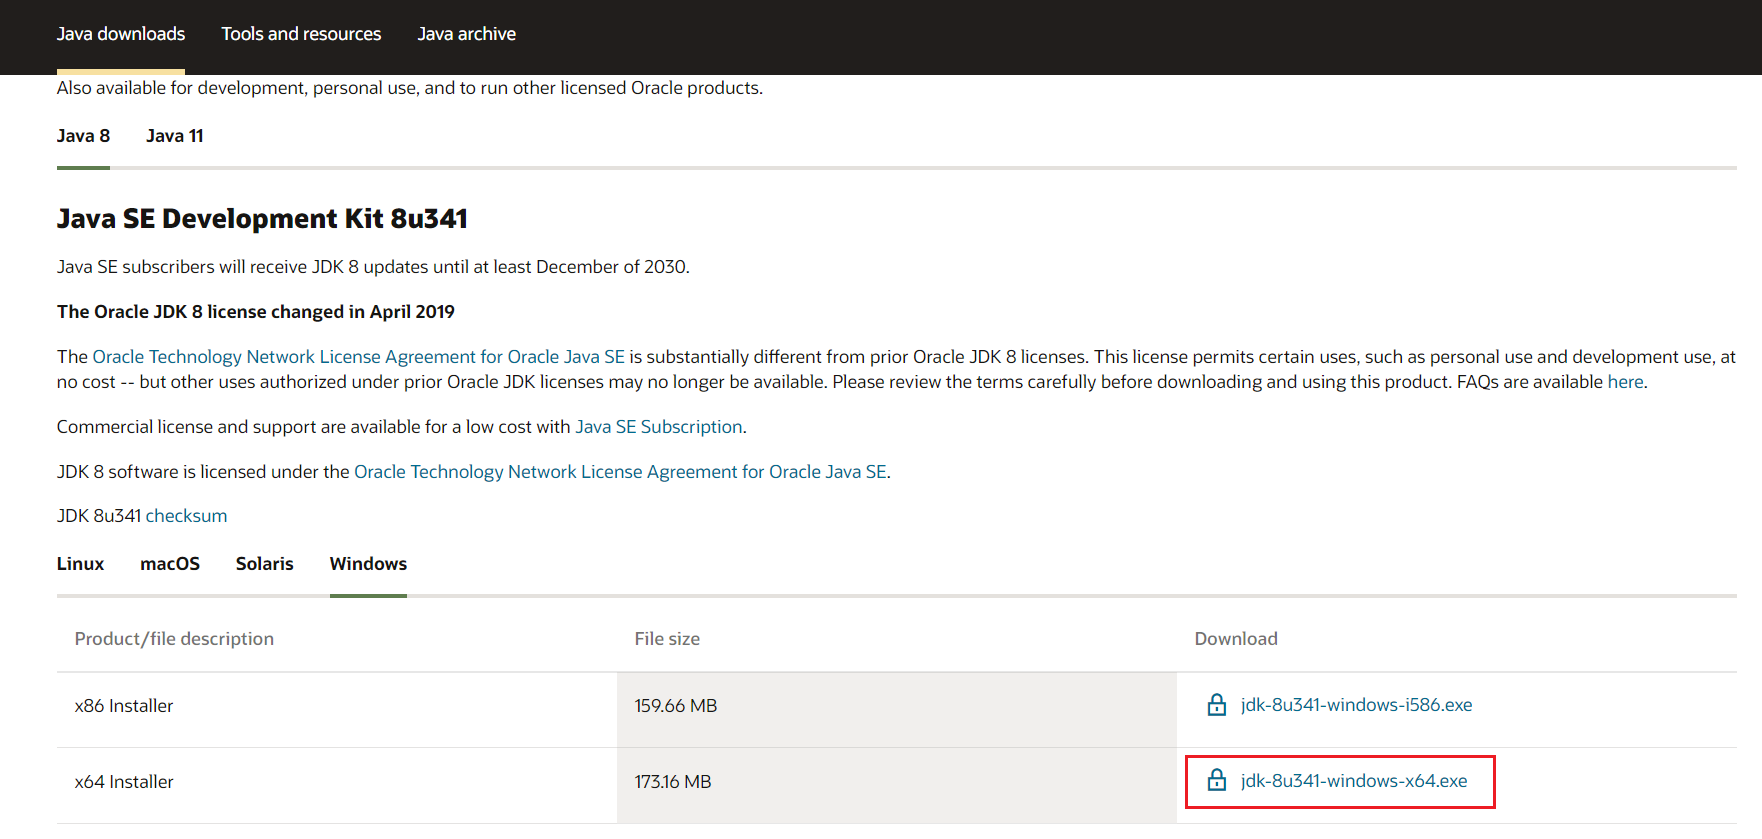 Java downloads Tools and resources Java archive
Also available for development, personal use, and to run other licensed Oracle products.
Java 8 Java 11
Java SE Development Kit 8u341
Java SE subscribers will receive JDK 8 updates until at least December of 2030.
The Oracle JDK 8 license changed in April 2019
The Oracle Technology Network License Agreement for Oracle Java SE is substantially different from prior Oracle JDK 8 licenses. This license permits certain uses, such as personal use and development use, at
no cost -- but other uses authorized under prior Oracle JDK licenses may no longer be available. Please review the terms carefully before downloading and using this product. FAQs are available here.
Commercial license and support are available for a low cost with Java SE Subscription.
JDK 8 software is licensed under the Oracle Technology Network License Agreement for Oracle Java SE.
JDK 8u341 checksum
Linux macOS Solaris Windows
Product/file description File size Download
x86 Installer 159.66 MB jdk-8u341-windows-i586.exe
x64 Installer 173.16 MB jdk-8u341-windows-x64.exe